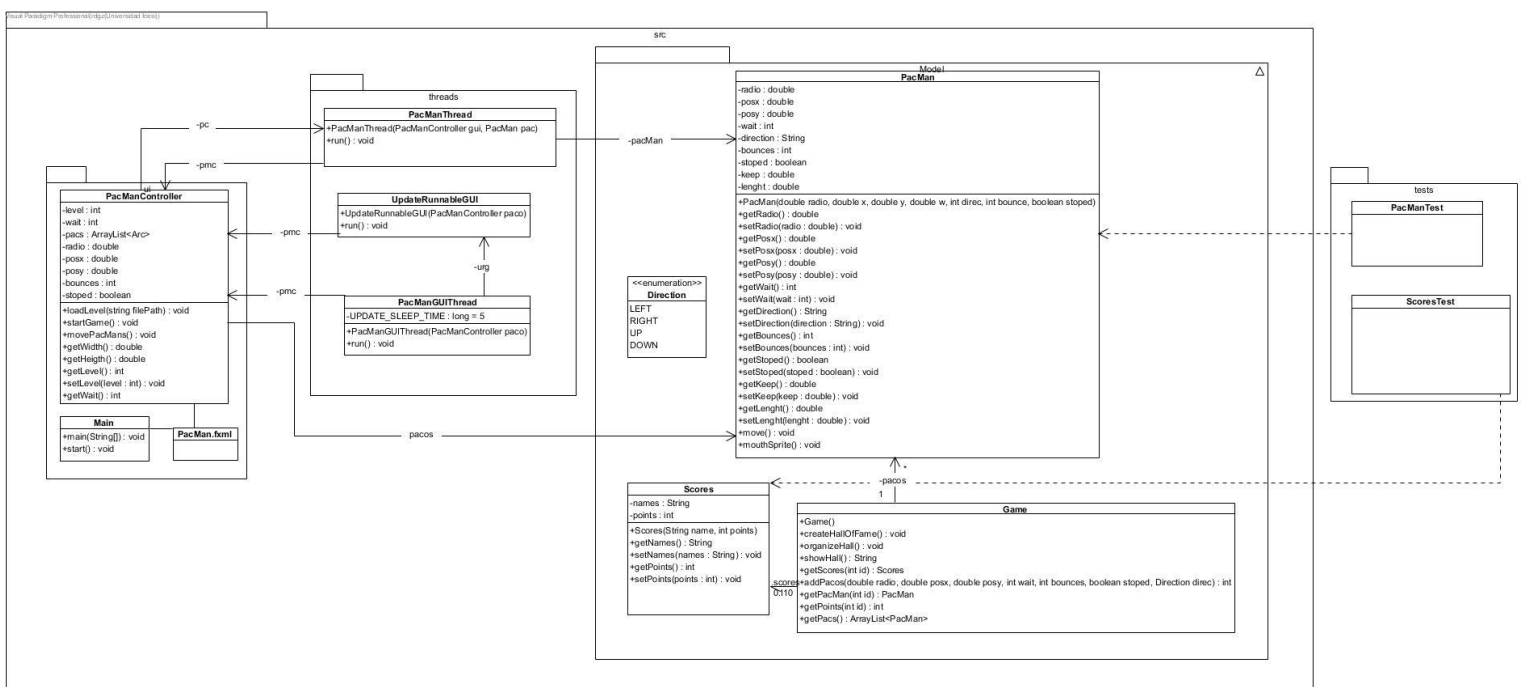 Visual Paradigm Professional(rdgz(Universidad Icesi))
src
threads
PacManThread
+PacManThread(PacManController gui, PacMan pac)
+run() : void
-pc
-pmc
-pacMan
ui
PacManController
-level : int
-wait : int
-pacs : ArrayList<Arc>
-radio : double
-posx : double
-posy : double
-bounces : int
-stoped : boolean
+loadLevel(string filePath) : void
+startGame() : void
+movePacMans() : void
+getWidth() : double
+getHeigth() : double
+getLevel() : int
+setLevel(level : int) : void
+getWait() : int
Main
+main(String[]) : void
+start() : void
PacMan.fxml
UpdateRunnableGUI
+UpdateRunnableGUI(PacManController paco)
+run() : void
-pmc
-urg
-pmc
PacManGUIThread
-UPDATE_SLEEP_TIME : long = 5
+PacManGUIThread(PacManController paco)
+run() : void
pacos
Model
PacMan
-radio : double
-posx : double
-posy : double
-wait : int
-direction : String
-bounces : int
-stoped : boolean
-keep : double
-lenght : double
+PacMan(double radio, double x, double y, double w, int direc, int bounce, boolean stoped)
+getRadio() : double
+setRadio(radio : double) : void
+getPosx() : double
+setPosx(posx : double) : void
+getPosy() : double
+setPosy(posy : double) : void
+getWait() : int
+setWait(wait : int) : void
+getDirection() : String
+setDirection(direction : String) : void
+getBounces() : int
+setBounces(bounces : int) : void
+getStoped() : boolean
+setStoped(stoped : boolean) : void
+getKeep() : double
+setKeep(keep : double) : void
+getLenght() : double
+setLenght(lenght : double) : void
+move() : void
+mouthSprite() : void
<<enumeration>>
Direction
LEFT
RIGHT
UP
DOWN
*
-pacos
1
Scores
-names : String
-points : int
+Scores(String name, int points)
+getNames() : String
+setNames(names : String) : void
+getPoints() : int
+setPoints(points : int) : void
Game
+Game()
+createHallOfFame() : void
+organizeHall() : void
+showHall() : String
+getScores(int id) : Scores
+addPacos(double radio, double posx, double posy, int wait, int bounces, boolean stoped, Direction direc) : int
+getPacMan(int id) : PacMan
+getPoints(int id) : int
+getPacs() : ArrayList<PacMan>
scores
tests
PacManTest
ScoresTest